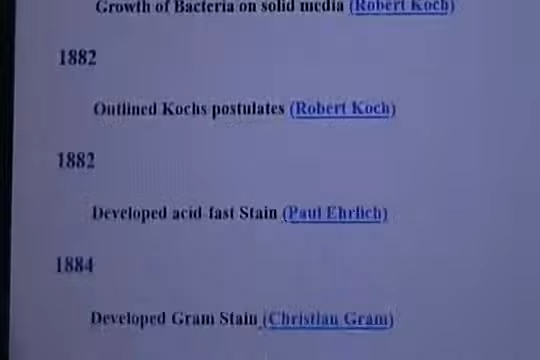 Growth of Bacteria on solid media (Robert Koch)
1882
Outlined Kochs postulates (Robert Koch)
1882
Developed acid-fast Stain (Paul Ehrlich)
1884
Developed Gram Stain (Christian Gram)